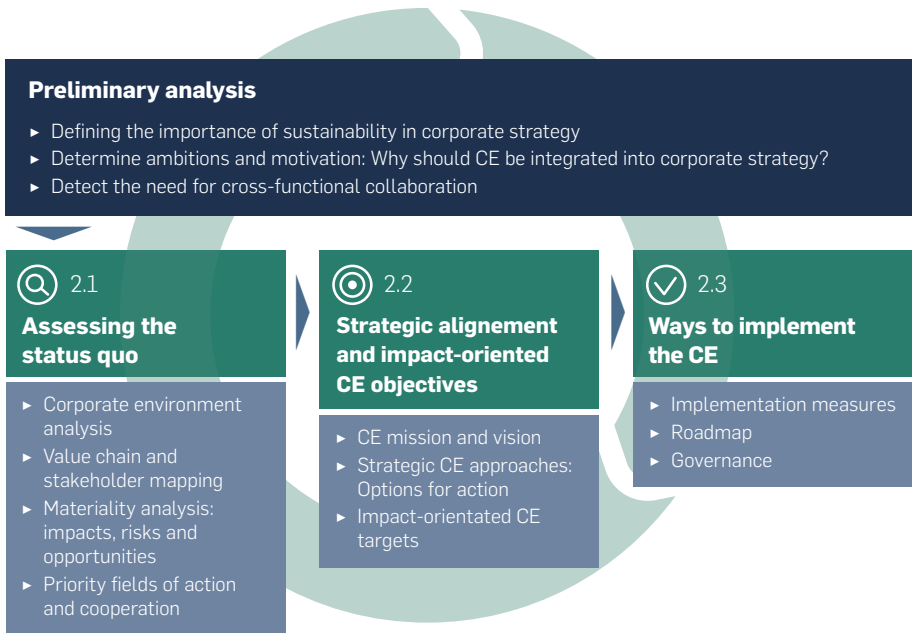 Preliminary analysis
▸ Defining the importance of sustainability in corporate strategy
▸ Determine ambitions and motivation: Why should CE be integrated into corporate strategy?
▸ Detect the need for cross-functional collaboration
2.1
Assessing the
status quo
▸ Corporate environment
analysis
▸ Value chain and
stakeholder mapping
▸ Materiality analysis:
impacts, risks and
opportunities
▸ Priority fields of action
and cooperation
2.2
Strategic alignement
and impact-oriented
CE objectives
▸ CE mission and vision
▸ Strategic CE approaches:
Options for action
▸ Impact-orientated CE
targets
2.3
Ways to implement
the CE
▸ Implementation measures
▸ Roadmap
▸ Governance